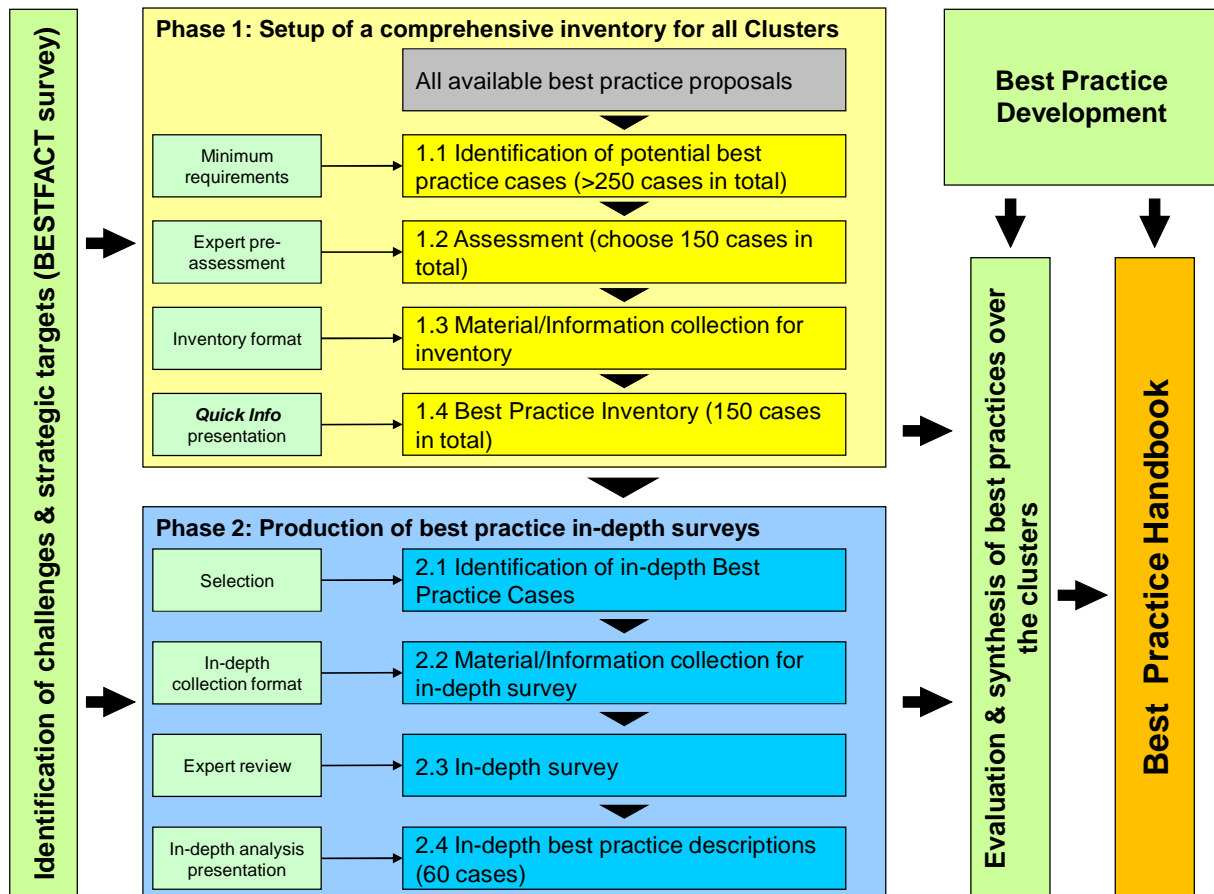 Identification of challenges & strategic targets (BESTFACT survey)
Phase 1: Setup of a comprehensive inventory for all Clusters
All available best practice proposals
Minimum
requirements
1.1 Identification of potential best
practice cases (>250 cases in total)
Expert pre-
assessment
1.2 Assessment (choose 150 cases in
total)
Inventory format
1.3 Material/Information collection for
inventory
Quick Info
presentation
1.4 Best Practice Inventory (150 cases
in total)
Phase 2: Production of best practice in-depth surveys
Selection
2.1 Identification of in-depth Best
Practice Cases
In-depth
collection format
2.2 Material/Information collection for
in-depth survey
Expert review
2.3 In-depth survey
In-depth analysis
presentation
2.4 In-depth best practice descriptions
(60 cases)
Best Practice
Development
Evaluation & synthesis of best practices over
the clusters
Best Practice Handbook